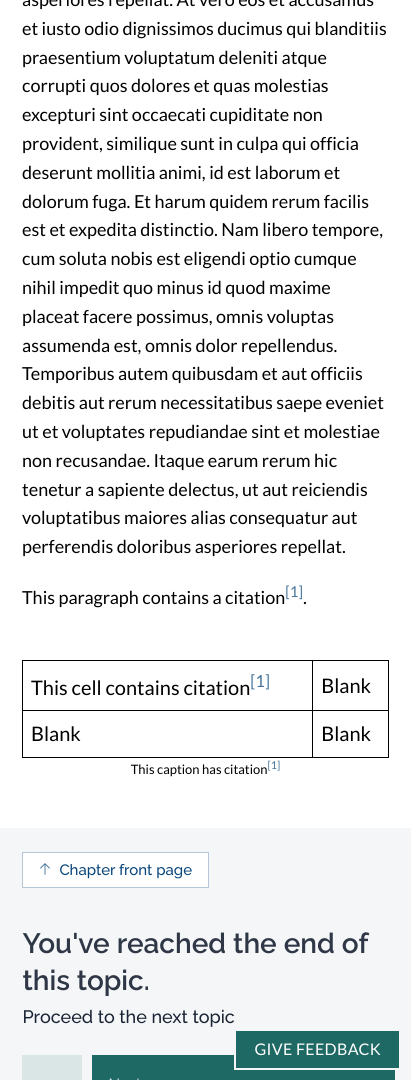 asperiores repellat. At vero eos et accusamus
et iusto odio dignissimos ducimus qui blanditiis
praesentium voluptatum deleniti atque
corrupti quos dolores et quas molestias
excepturi sint occaecati cupiditate non
provident, similique sunt in culpa qui officia
deserunt mollitia animi, id est laborum et
dolorum fuga. Et harum quidem rerum facilis
est et expedita distinctio. Nam libero tempore,
cum soluta nobis est eligendi optio cumque
nihil impedit quo minus id quod maxime
placeat facere possimus, omnis voluptas
assumenda est, omnis dolor repellendus.
Temporibus autem quibusdam et aut officiis
debitis aut rerum necessitatibus saepe eveniet
ut et voluptates repudiandae sint et molestiae
non recusandae. Itaque earum rerum hic
tenetur a sapiente delectus, ut aut reiciendis
voluptatibus maiores alias consequatur aut
perferendis doloribus asperiores repellat.
This paragraph contains a citation[1].
This cell contains citation[1] Blank
Blank Blank
This caption has citation[1]
↑ Chapter front page
You've reached the end of
this topic.
Proceed to the next topic
GIVE FEEDBACK